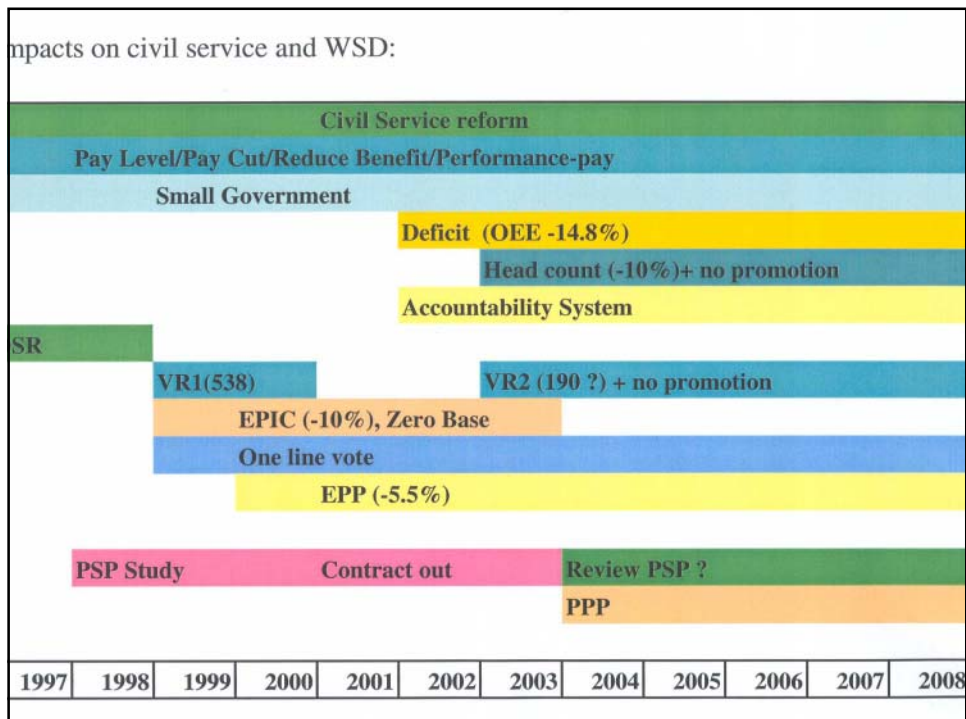 mpacts on civil service and WSD:
Civil Service reform
Pay Level/Pay Cut/Reduce Benefit/Performance-pay
Small Government
Deficit (OEE -14.8%)
Head count (-10%)+ no promotion
Accountability System
SR
VR1(538) VR2 (190 ?) + no promotion
EPIC (-10%), Zero Base
One line vote
EPP (-5.5%)
PSP Study Contract out Review PSP ?
PPP
1997 1998 1999 2000 2001 2002 2003 2004 2005 2006 2007 2008